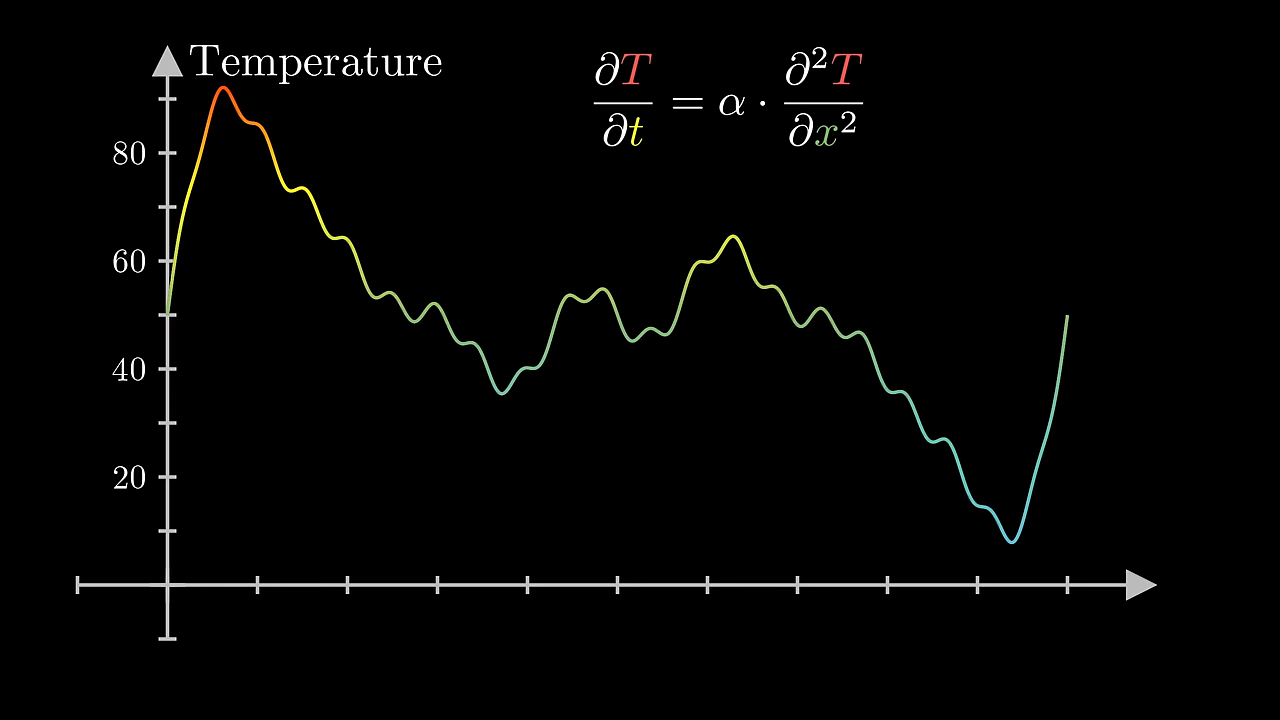 Temperature
∂T/∂t = α · ∂²T/∂x²
80
60
40
20